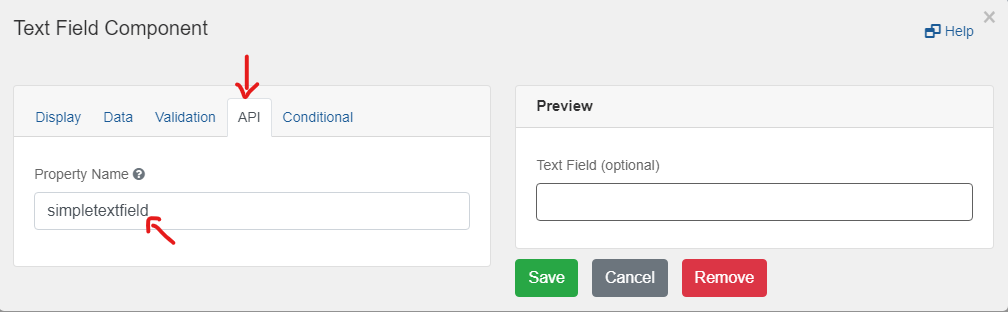 Text Field Component
×
Help
Display Data Validation API Conditional
Property Name ?
simpletextfield
Preview
Text Field (optional)
Save Cancel Remove